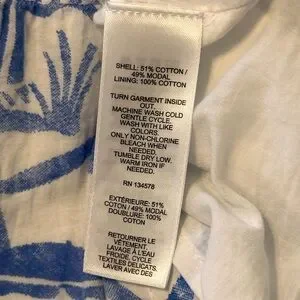 SHELL: 51% COTTON /
49% MODAL
LINING: 100% COTTON
TURN GARMENT INSIDE
OUT.
MACHINE WASH COLD
GENTLE CYCLE.
WASH WITH LIKE
COLORS.
ONLY NON-CHLORINE
BLEACH WHEN
NEEDED.
TUMBLE DRY LOW.
WARM IRON IF
NEEDED.
RN 134578
EXTÉRIEURE: 51%
COTON / 49% MODAL
DOUBLURE: 100%
COTON
RETOURNER LE
VÊTEMENT.
LAVAGE À L'EAU
FROIDE, CYCLE
TEXTILES DELICATS.
LAVER AVEC DES